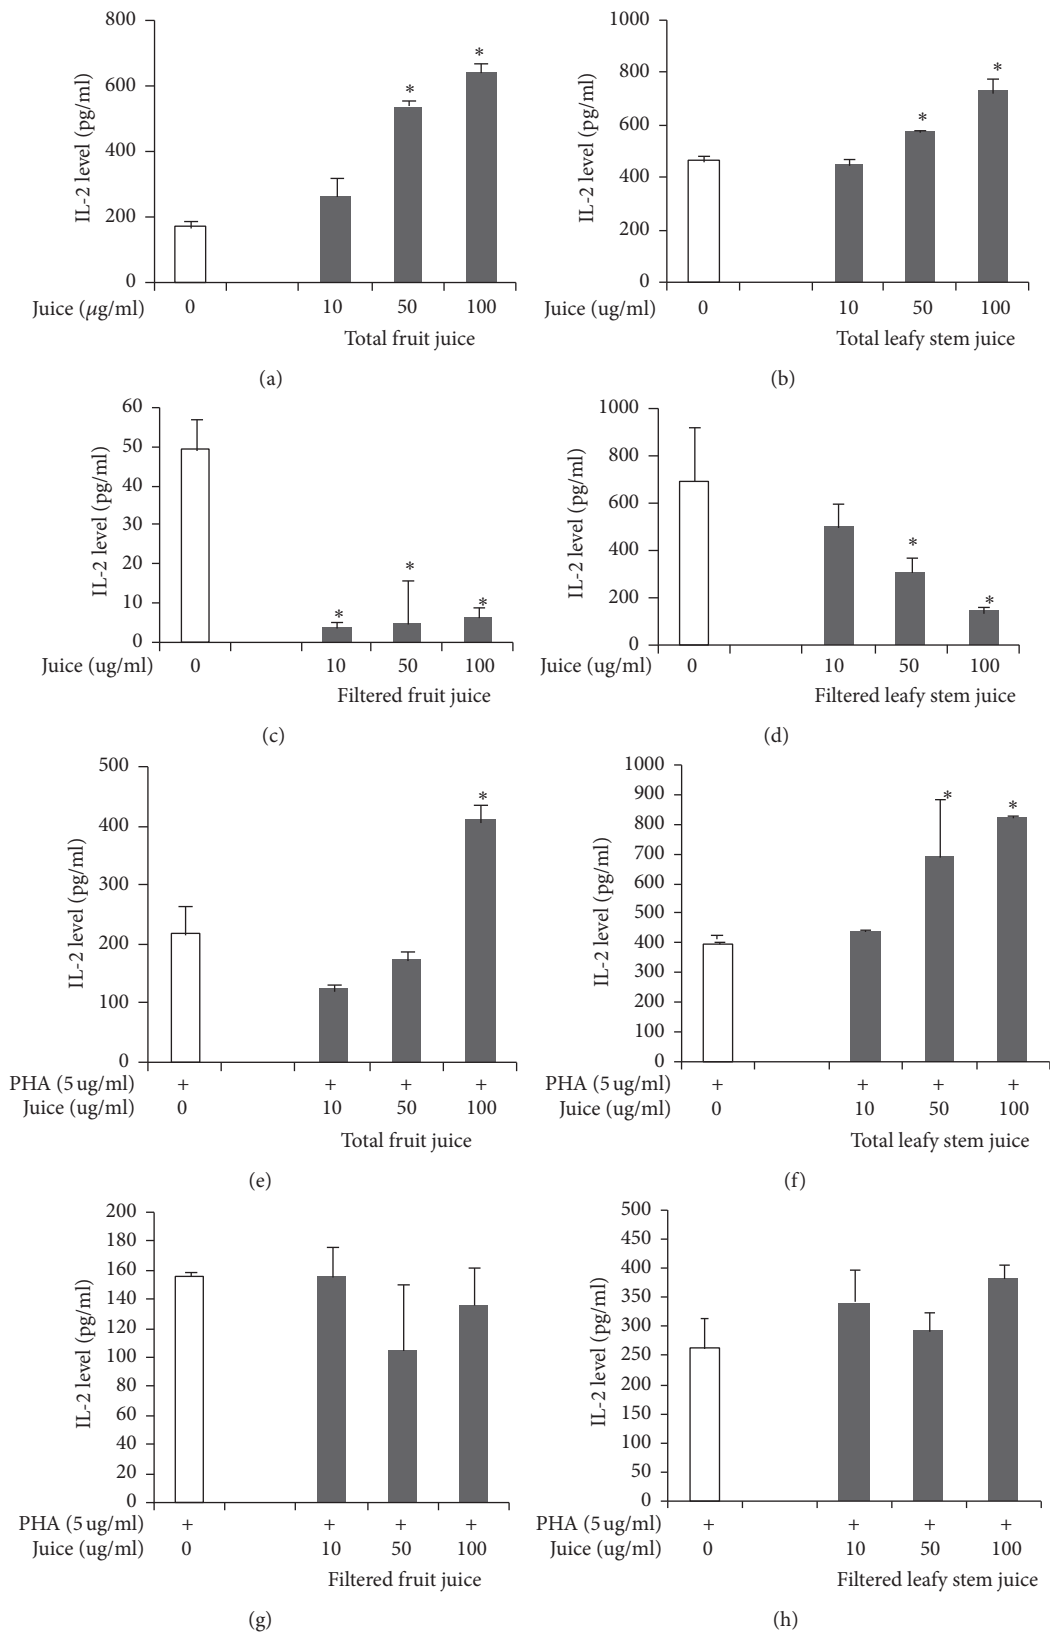 800
600
400
200
0
IL-2 level (pg/ml)
*
*
Juice (μg/ml) 0 10 50 100
Total fruit juice
(a)
1000
800
600
400
200
0
IL-2 level (pg/ml)
*
*
Juice (ug/ml) 0 10 50 100
Total leafy stem juice
(b)
60
50
40
30
20
10
0
IL-2 level (pg/ml)
*
*
*
Juice (ug/ml) 0 10 50 100
Filtered fruit juice
(c)
1000
800
600
400
200
0
IL-2 level (pg/ml)
*
*
Juice (ug/ml) 0 10 50 100
Filtered leafy stem juice
(d)
500
400
300
200
100
0
IL-2 level (pg/ml)
*
PHA (5 ug/ml) + + + +
Juice (ug/ml) 0 10 50 100
Total fruit juice
(e)
1000
900
800
700
600
500
400
300
200
100
0
IL-2 level (pg/ml)
*
*
PHA (5 ug/ml) + + + +
Juice (ug/ml) 0 10 50 100
Total leafy stem juice
(f)
200
180
160
140
120
100
80
60
40
20
0
IL-2 level (pg/ml)
PHA (5 ug/ml) + + + +
Juice (ug/ml) 0 10 50 100
Filtered fruit juice
(g)
500
450
400
350
300
250
200
150
100
50
0
IL-2 level (pg/ml)
PHA (5 ug/ml) + + + +
Juice (ug/ml) 0 10 50 100
Filtered leafy stem juice
(h)